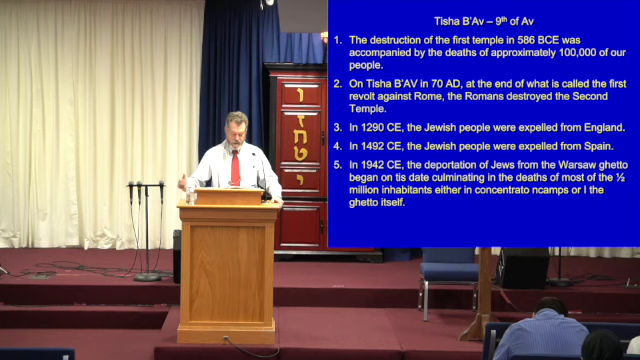 Tisha B'Av – 9th of Av
1. The destruction of the first temple in 586 BCE was
accompanied by the deaths of approximately 100,000 of our
people.
2. On Tisha B'AV in 70 AD, at the end of what is called the first
revolt against Rome, the Romans destroyed the Second
Temple.
3. In 1290 CE, the Jewish people were expelled from England.
4. In 1492 CE, the Jewish people were expelled from Spain.
5. In 1942 CE, the deportation of Jews from the Warsaw ghetto
began on tis date culminating in the deaths of most of the ½
million inhabitants either in concentrato ncamps or I the
ghetto itself.
ו
ז
ח
ט
י